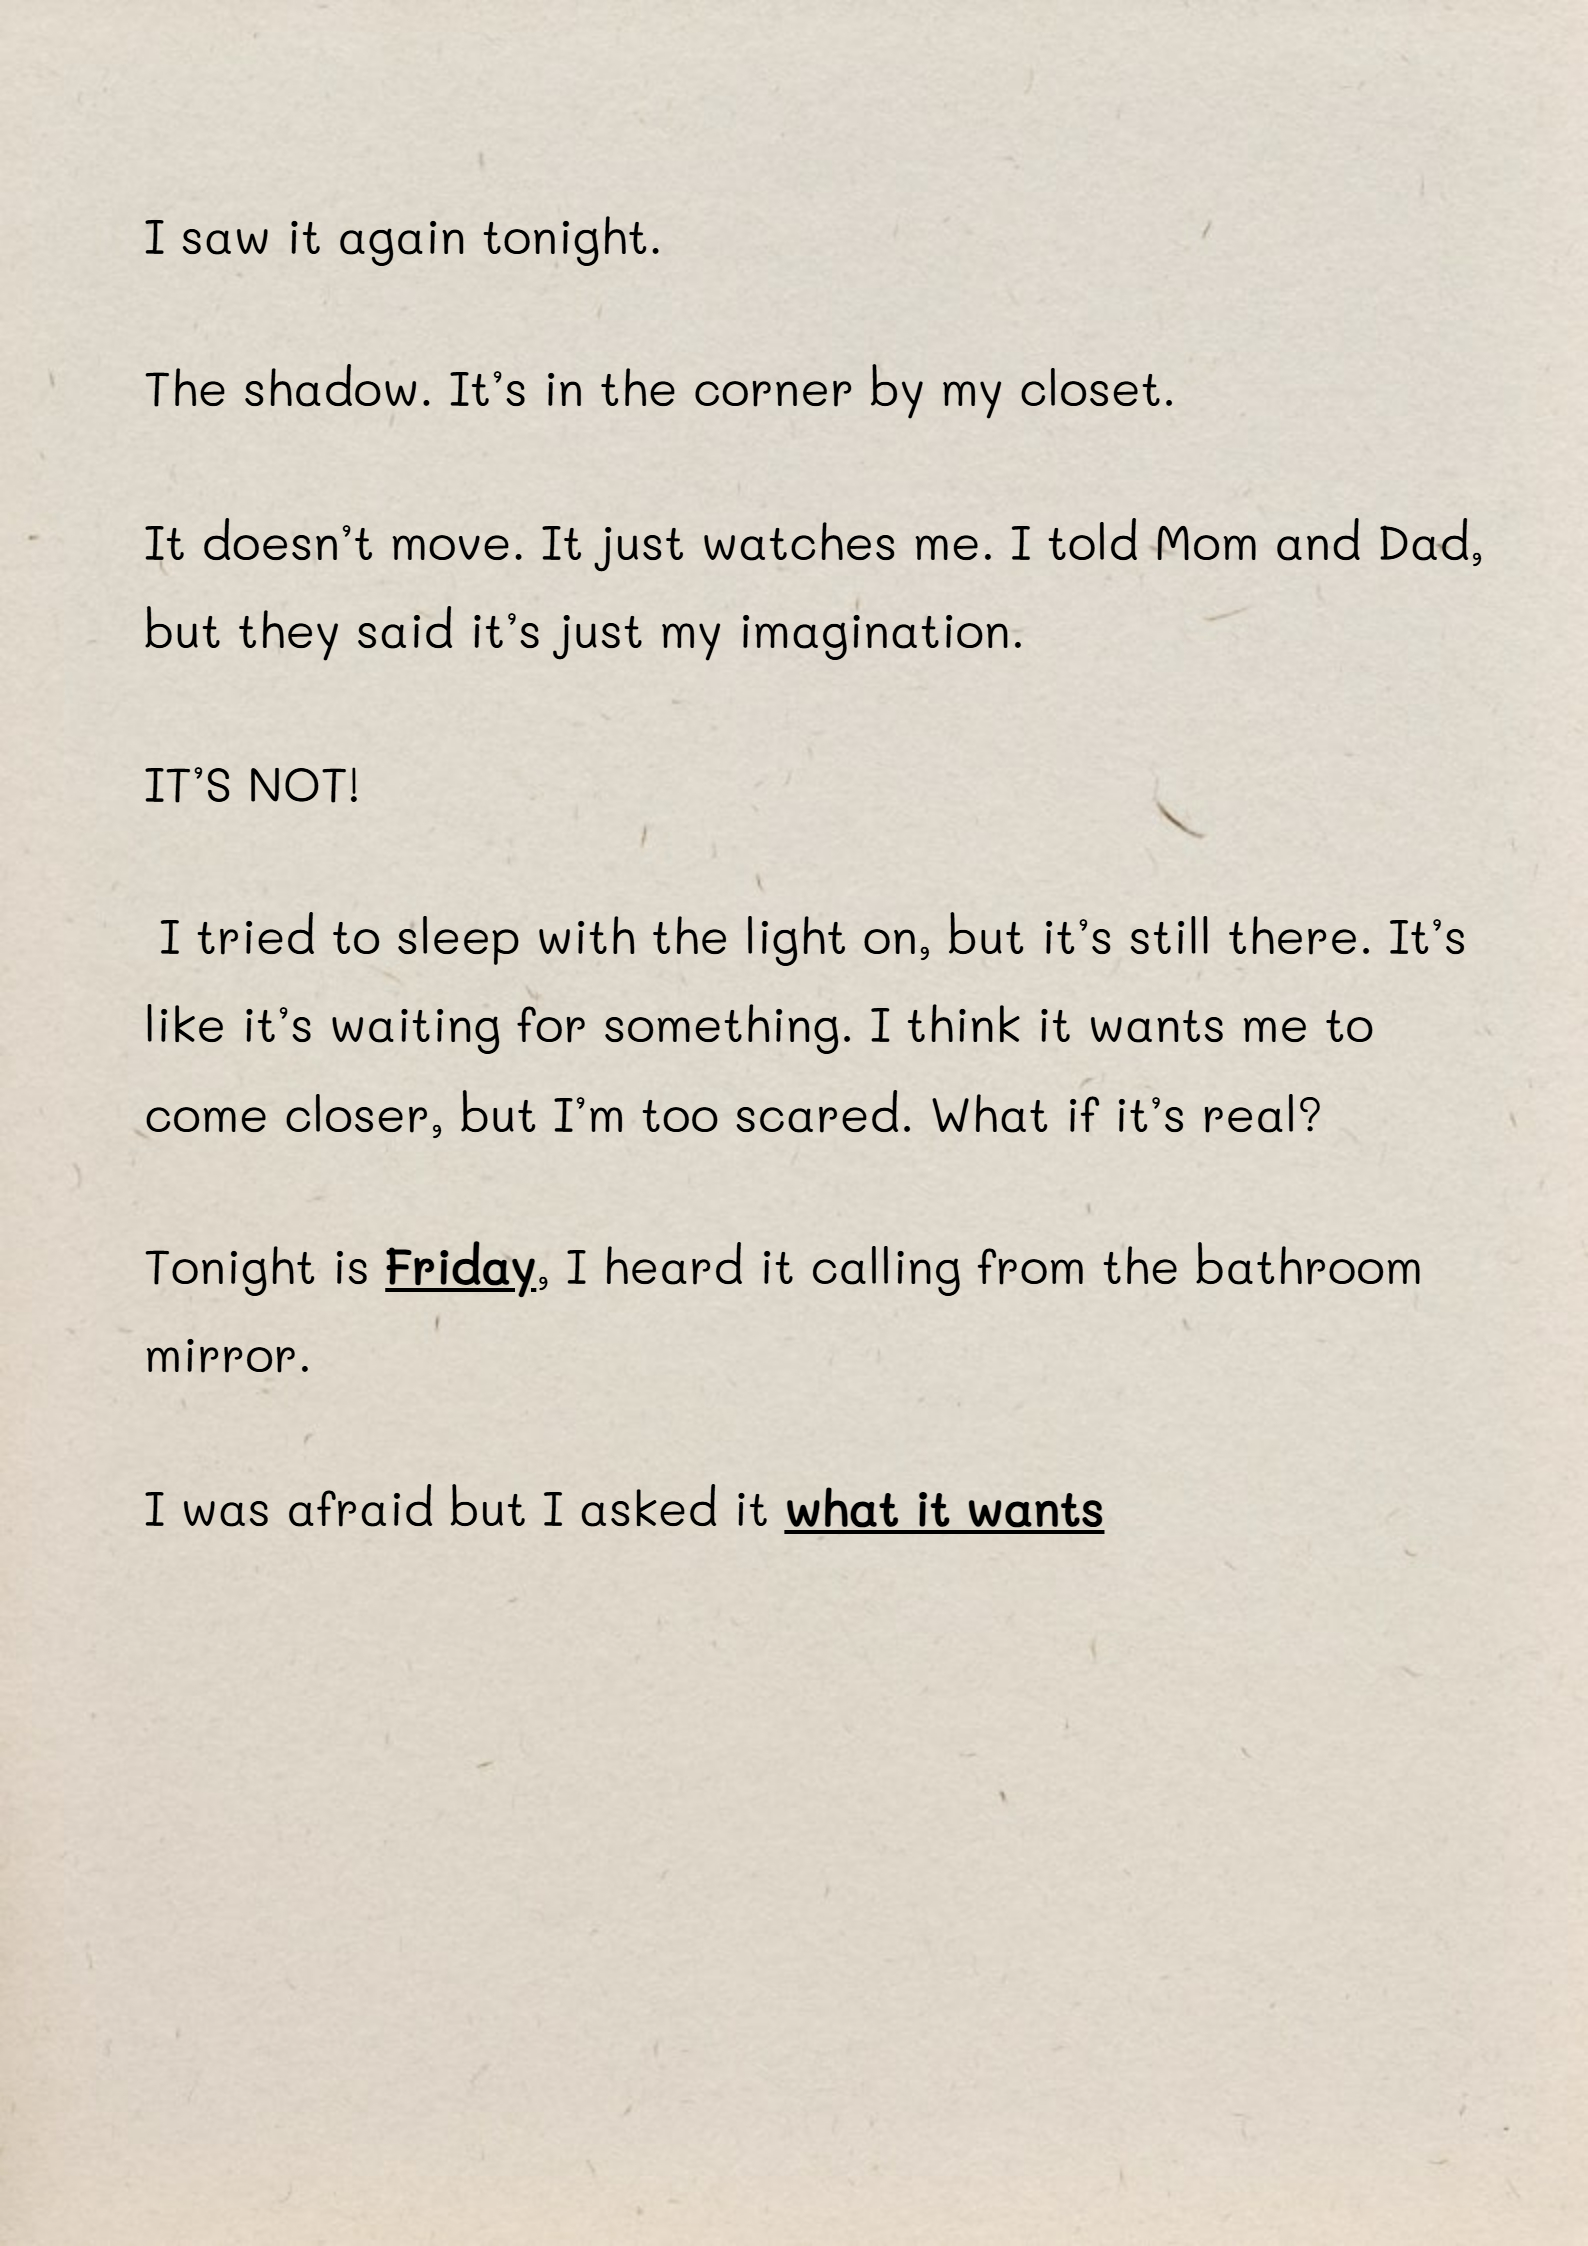 I saw it again tonight.
The shadow. It’s in the corner by my closet.
It doesn’t move. It just watches me. I told Mom and Dad,
but they said it’s just my imagination.
IT’S NOT!
I tried to sleep with the light on, but it’s still there. It’s
like it’s waiting for something. I think it wants me to
come closer, but I’m too scared. What if it’s real?
Tonight is Friday, I heard it calling from the bathroom
mirror.
I was afraid but I asked it what it wants